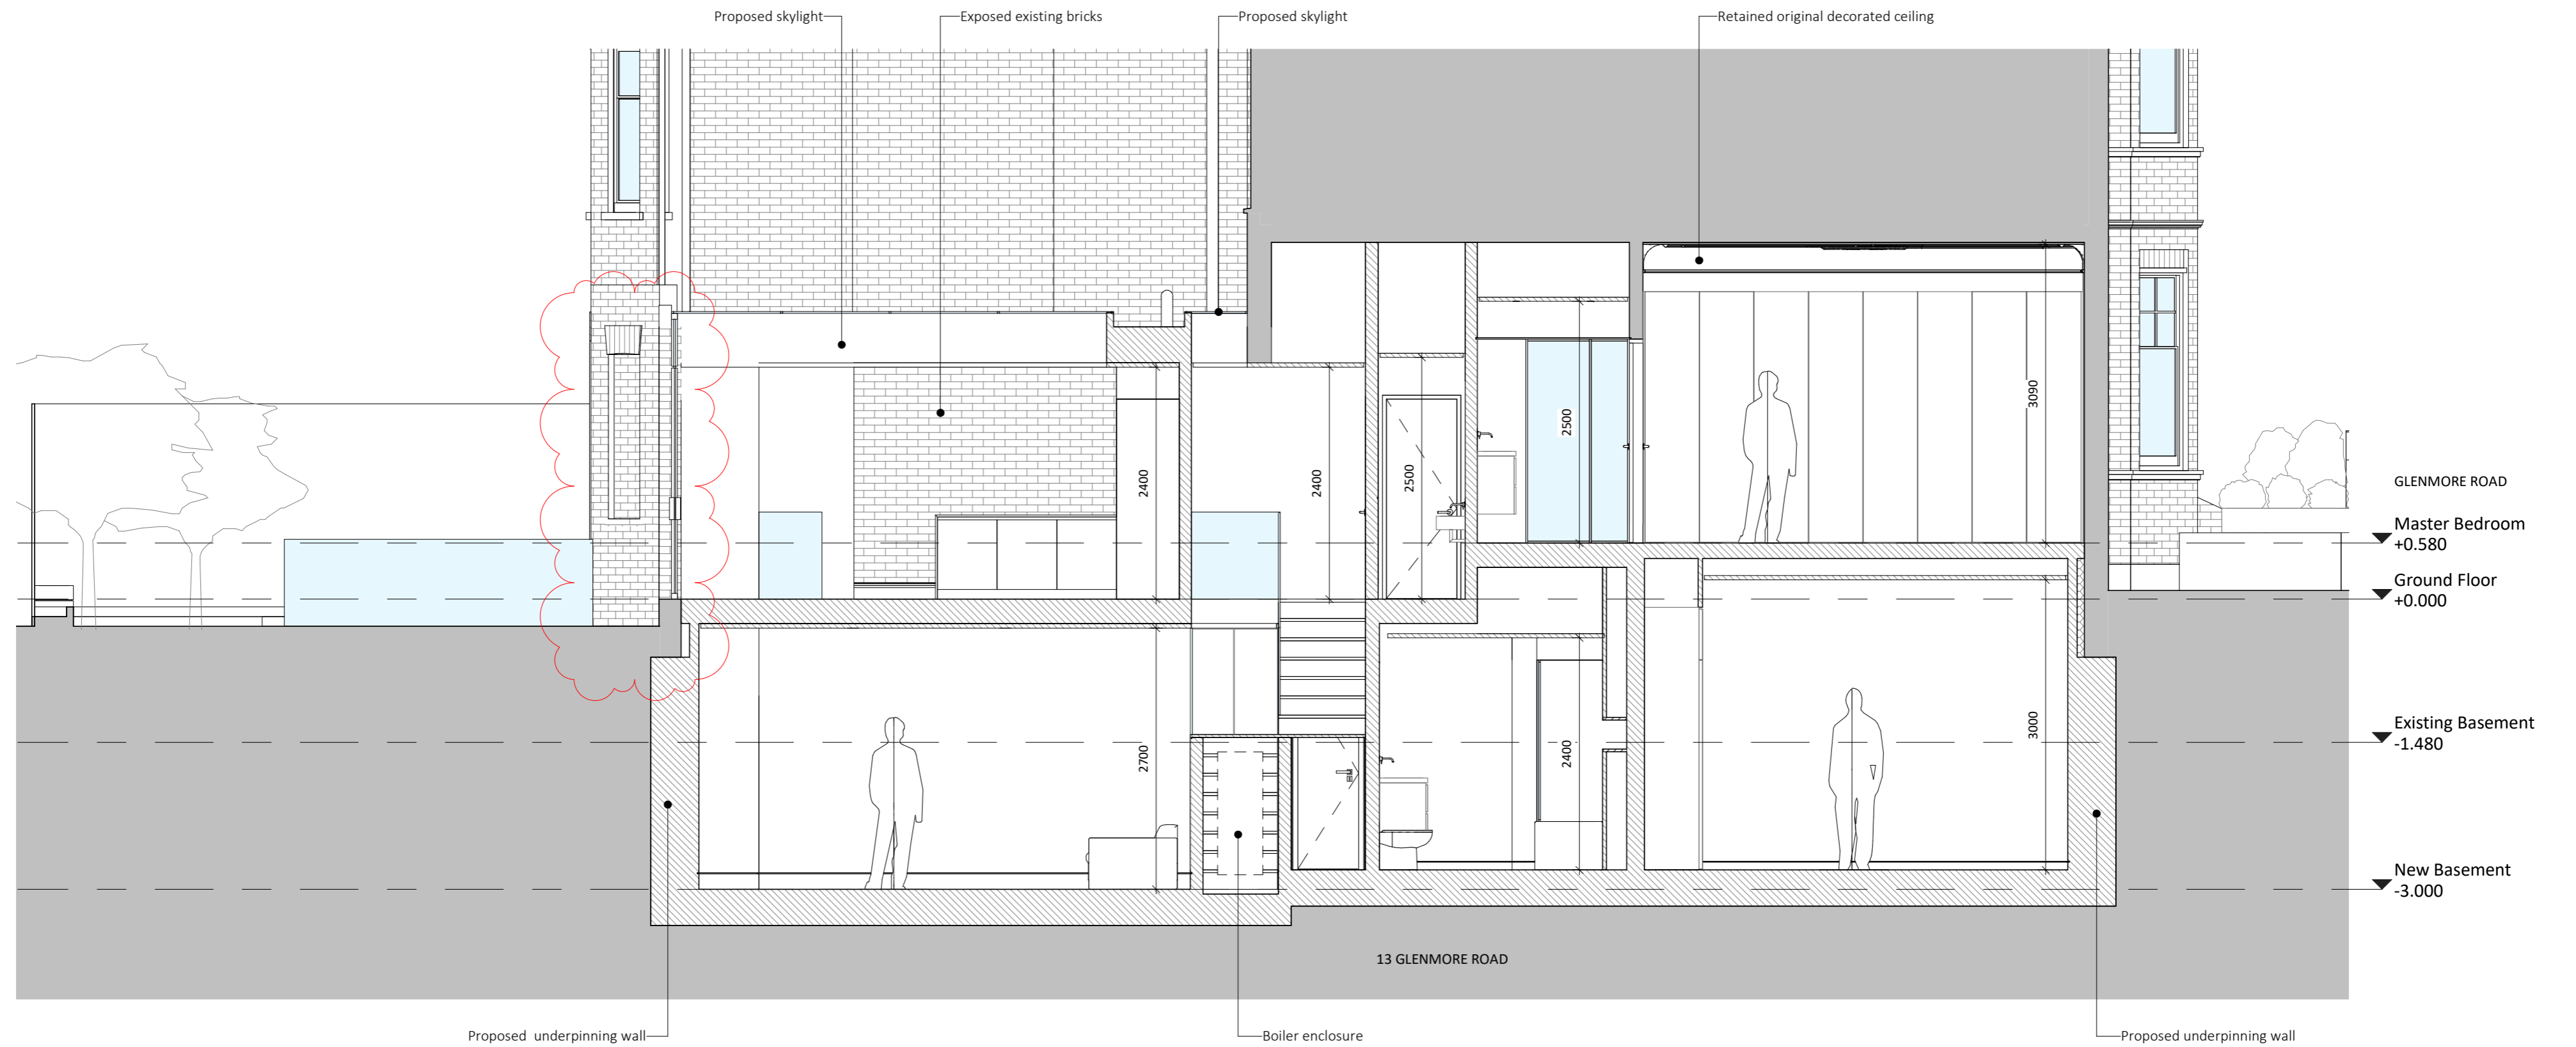 Proposed skylight
Exposed existing bricks
Proposed skylight
Retained original decorated ceiling
3090
2500
2500
2400
2400
GLENMORE ROAD
Master Bedroom
+0.580
Ground Floor
+0.000
2700
2400
3000
Existing Basement
-1.480
New Basement
-3.000
13 GLENMORE ROAD
Proposed underpinning wall
Boiler enclosure
Proposed underpinning wall